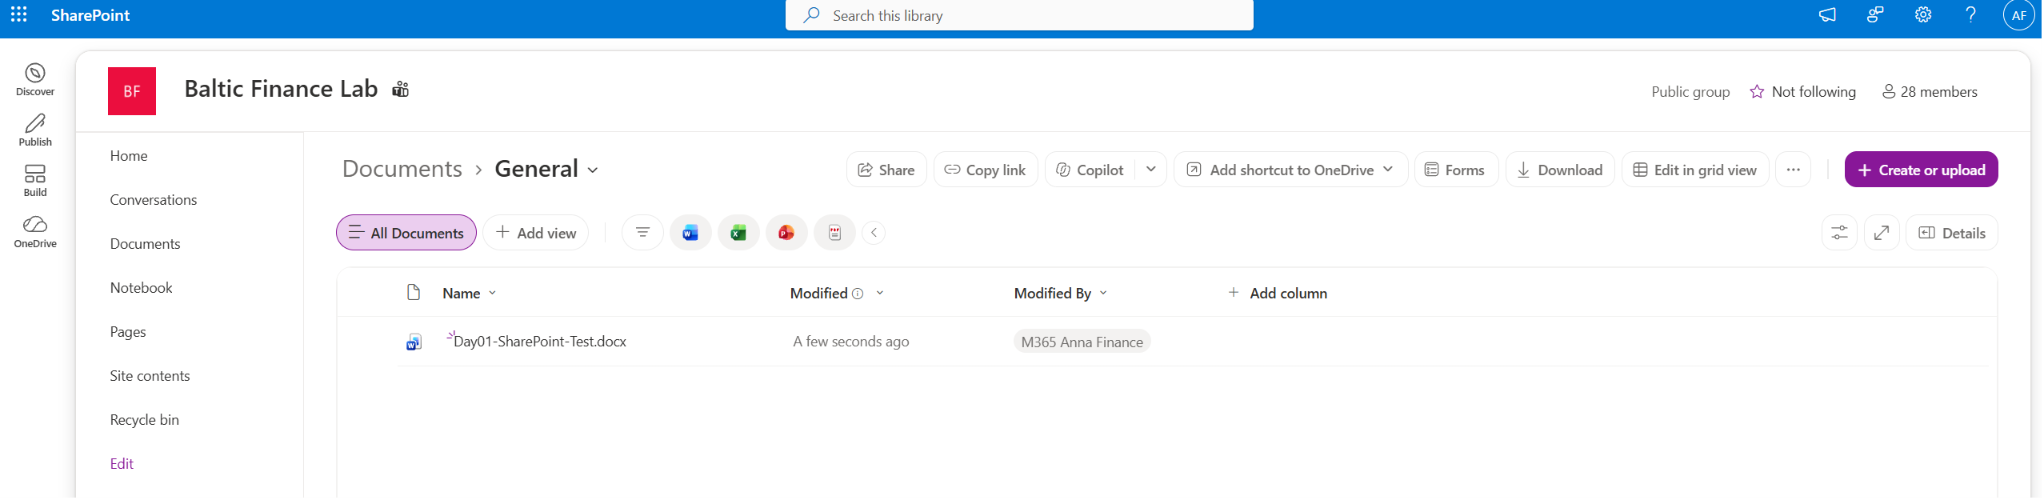 SharePoint
Search this library
?
AF
Discover
Publish
Build
OneDrive
BF
Baltic Finance Lab
Public group
Not following
28 members
Home
Conversations
Documents
Notebook
Pages
Site contents
Recycle bin
Edit
Documents > General
Share
Copy link
Copilot
Add shortcut to OneDrive
Forms
Download
Edit in grid view
...
+ Create or upload
All Documents
+ Add view
Details
Name
Modified
Modified By
+ Add column
Day01-SharePoint-Test.docx
A few seconds ago
M365 Anna Finance